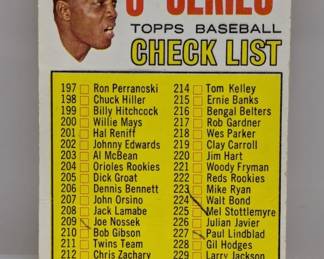 SERIES
TOPPS BASEBALL
CHECK LIST
197 Ron Perranoski
198 Chuck Hiller
199 Billy Hitchcock
200 Willie Mays
201 Hal Reniff
202 Johnny Edwards
203 Al McBean
204 Orioles Rookies
205 Dick Groat
206 Dennis Bennett
207 John Orsino
208 Jack Lamabe
209 Joe Nossek
210 Bob Gibson
211 Twins Team
212 Chris Zachary
214 Tom Kelley
215 Ernie Banks
216 Bengal Belters
217 Rob Gardner
218 Wes Parker
219 Clay Carroll
220 Jim Hart
221 Woody Fryman
222 Reds Rookies
223 Mike Ryan
224 Walt Bond
225 Mel Stottlemyre
226 Julian Javier
227 Paul Lindblad
228 Gil Hodges
229 Larry Jackson